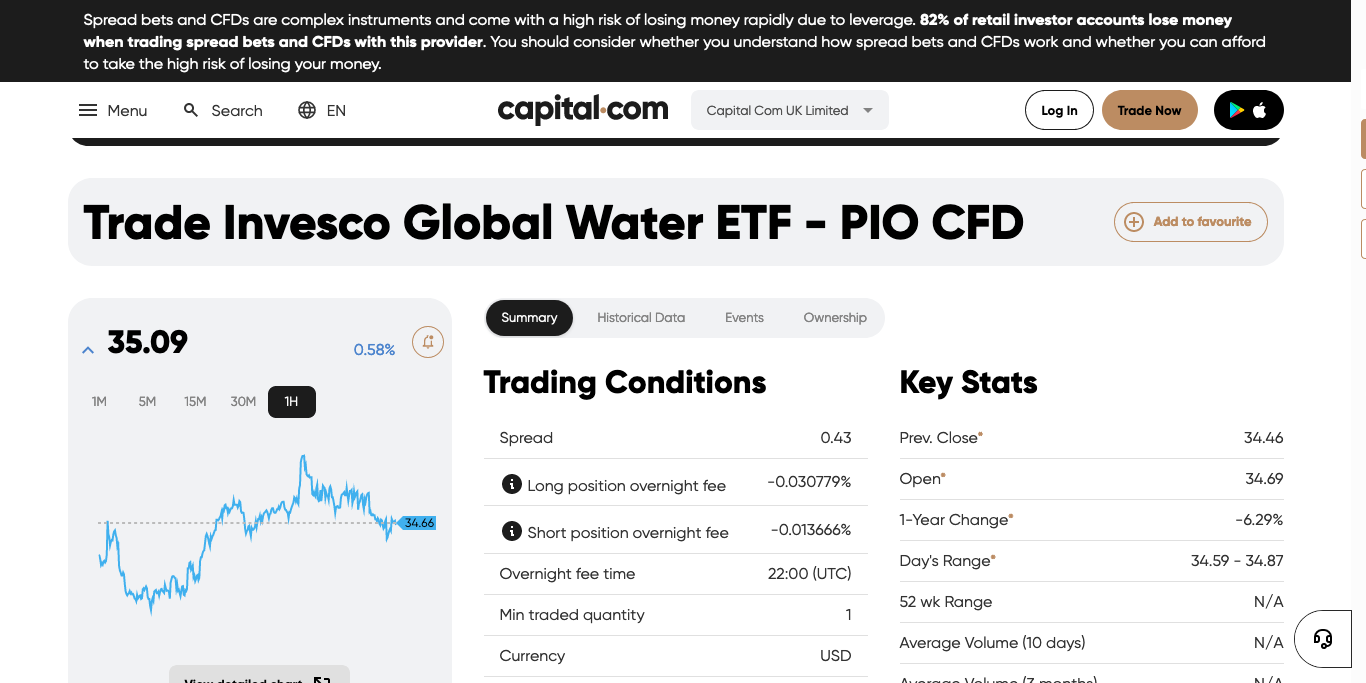 Spread bets and CFDs are complex instruments and come with a high risk of losing money rapidly due to leverage. 82% of retail investor accounts lose money
when trading spread bets and CFDs with this provider. You should consider whether you understand how spread bets and CFDs work and whether you can afford
to take the high risk of losing your money.
Menu Search EN capital.com Capital Com UK Limited Log In Trade Now
Trade Invesco Global Water ETF - PIO CFD Add to favourite
35.09 0.58%
1M 5M 15M 30M 1H
34.66
View detailed chart
Summary Historical Data Events Ownership
Trading Conditions
Spread 0.43
Long position overnight fee -0.030779%
Short position overnight fee -0.013666%
Overnight fee time 22:00 (UTC)
Min traded quantity 1
Currency USD
Key Stats
Prev. Close* 34.46
Open* 34.69
1-Year Change* -6.29%
Day's Range* 34.59 - 34.87
52 wk Range N/A
Average Volume (10 days) N/A
Average Volume (3 months) N/A